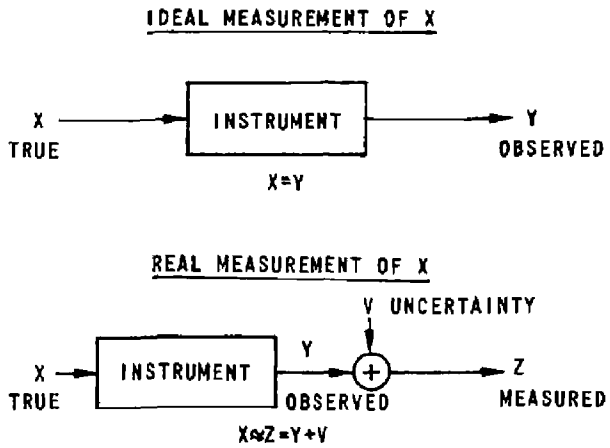 IDEAL MEASUREMENT OF X
X
TRUE
INSTRUMENT
Y
OBSERVED
X=Y
REAL MEASUREMENT OF X
V UNCERTAINTY
X
TRUE
INSTRUMENT
Y
OBSERVED
+
Z
MEASURED
X≈Z=Y+V